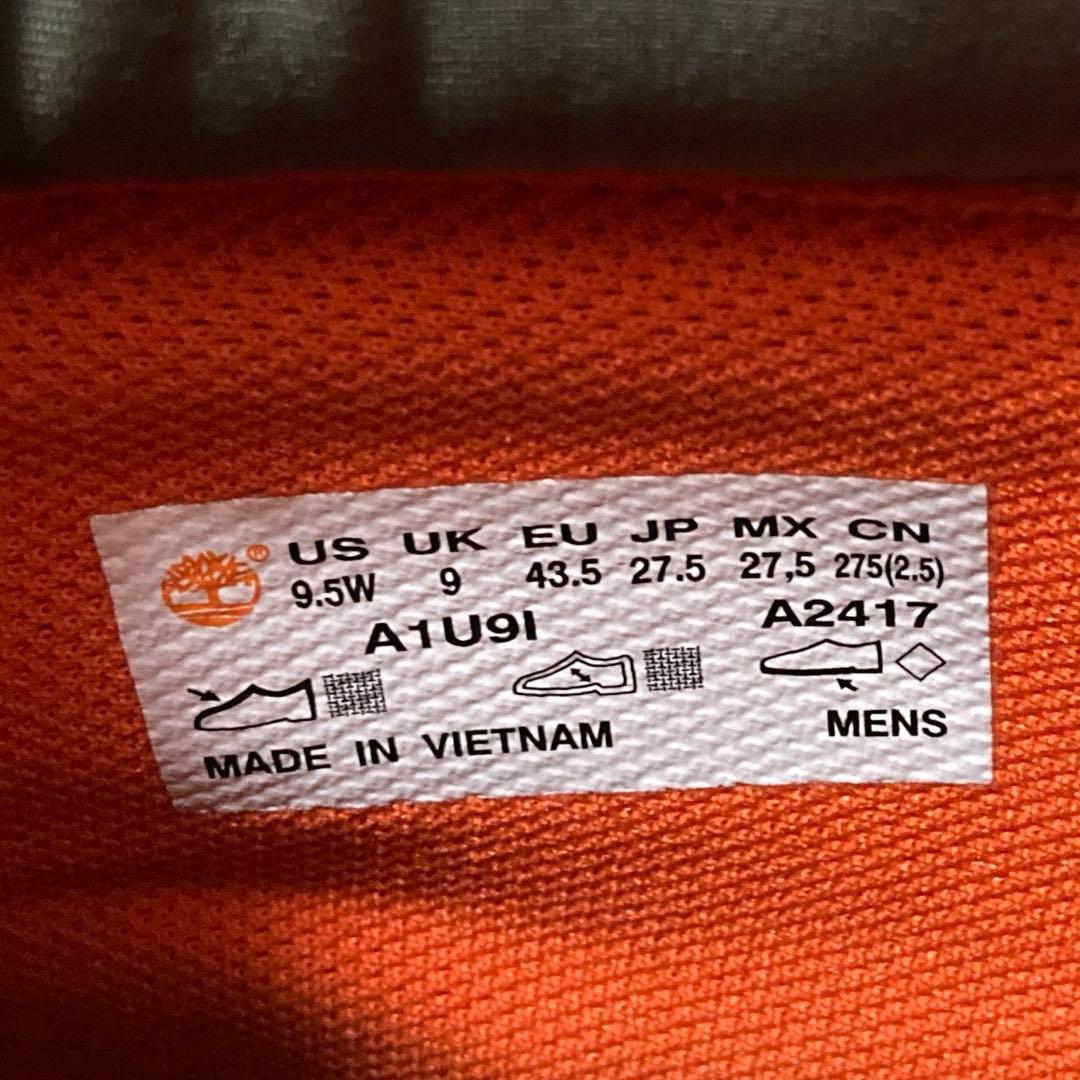 ® US UK EU JP MX CN
9.5W 9 43.5 27.5 27,5 275(2.5)
A1U9I A2417
MENS
MADE IN VIETNAM